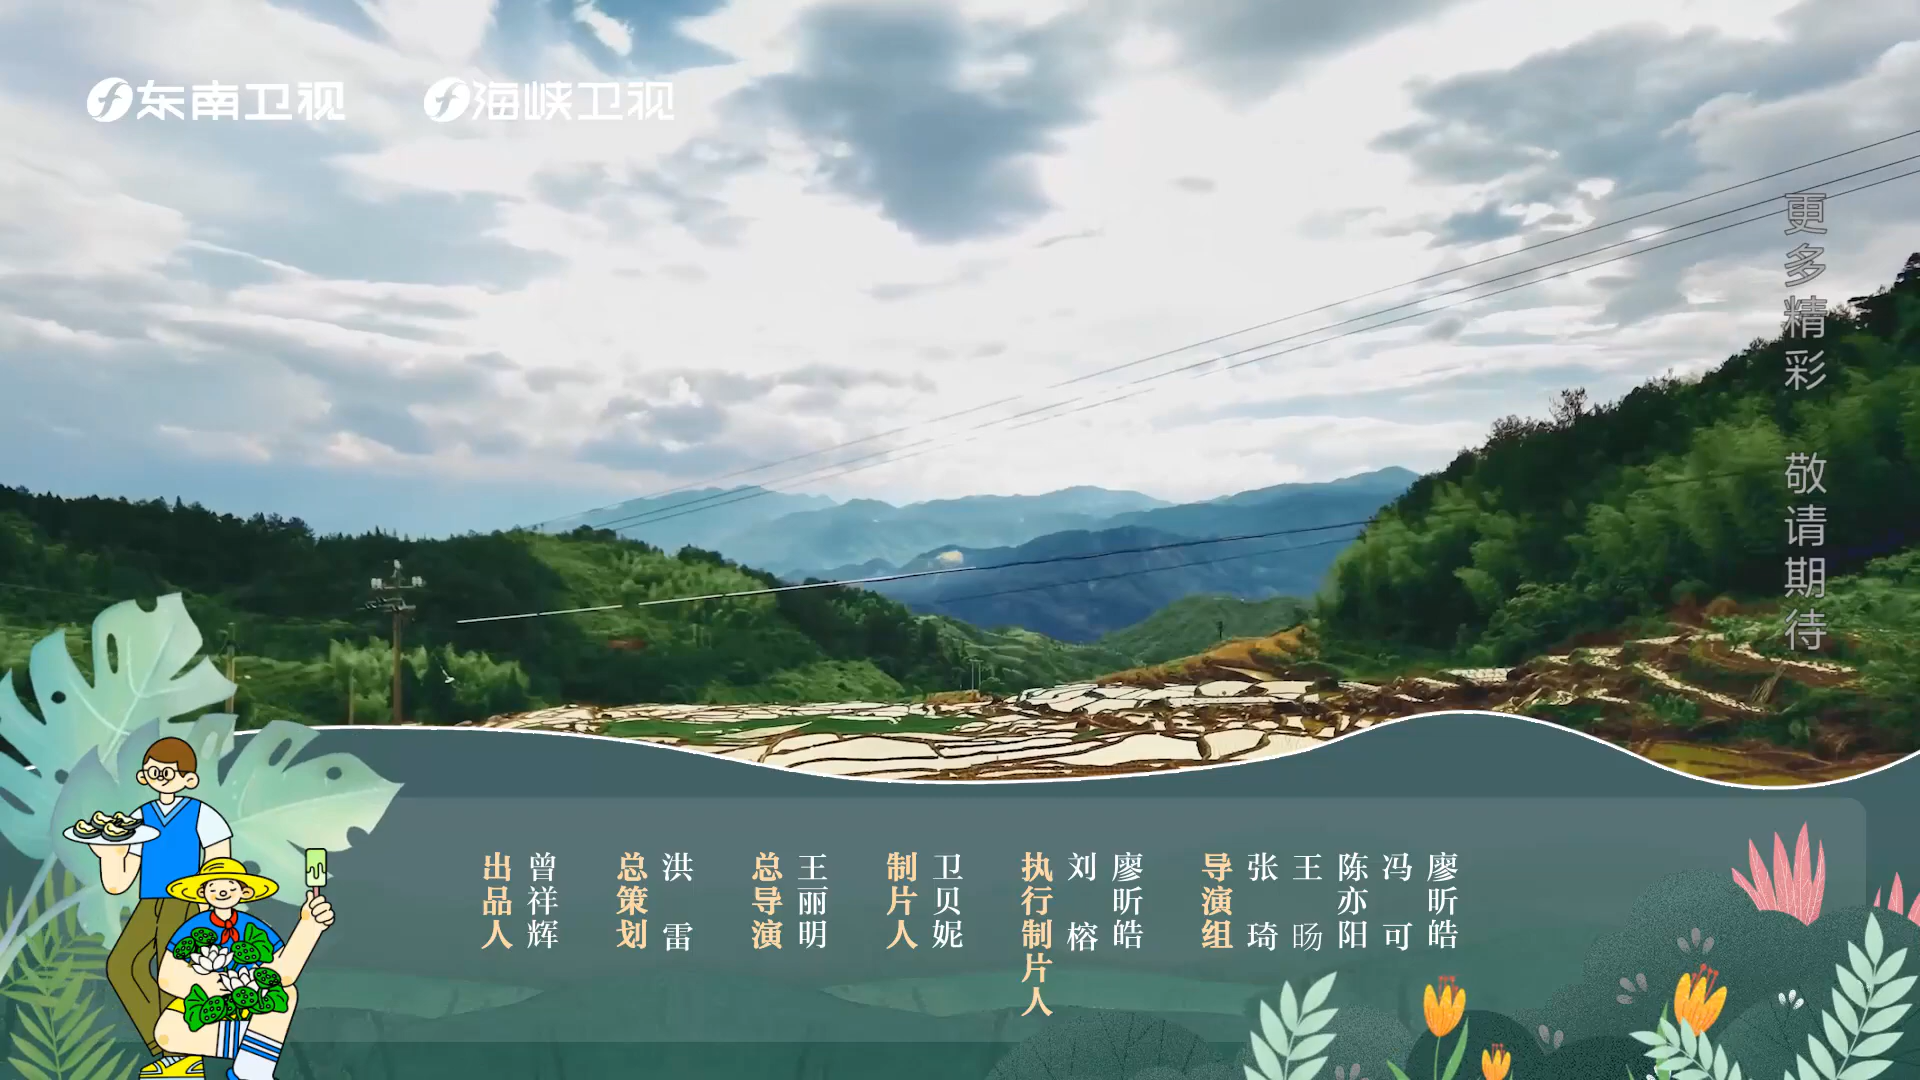 东南卫视
海峡卫视
更多精彩 敬请期待
出品人
曾祥辉
总策划
洪 雷
总导演
王丽明
制片人
卫贝妮
执行制片人
刘 榕
廖昕皓
导演组
张 琦
王 旸
陈亦阳
冯 可
廖昕皓